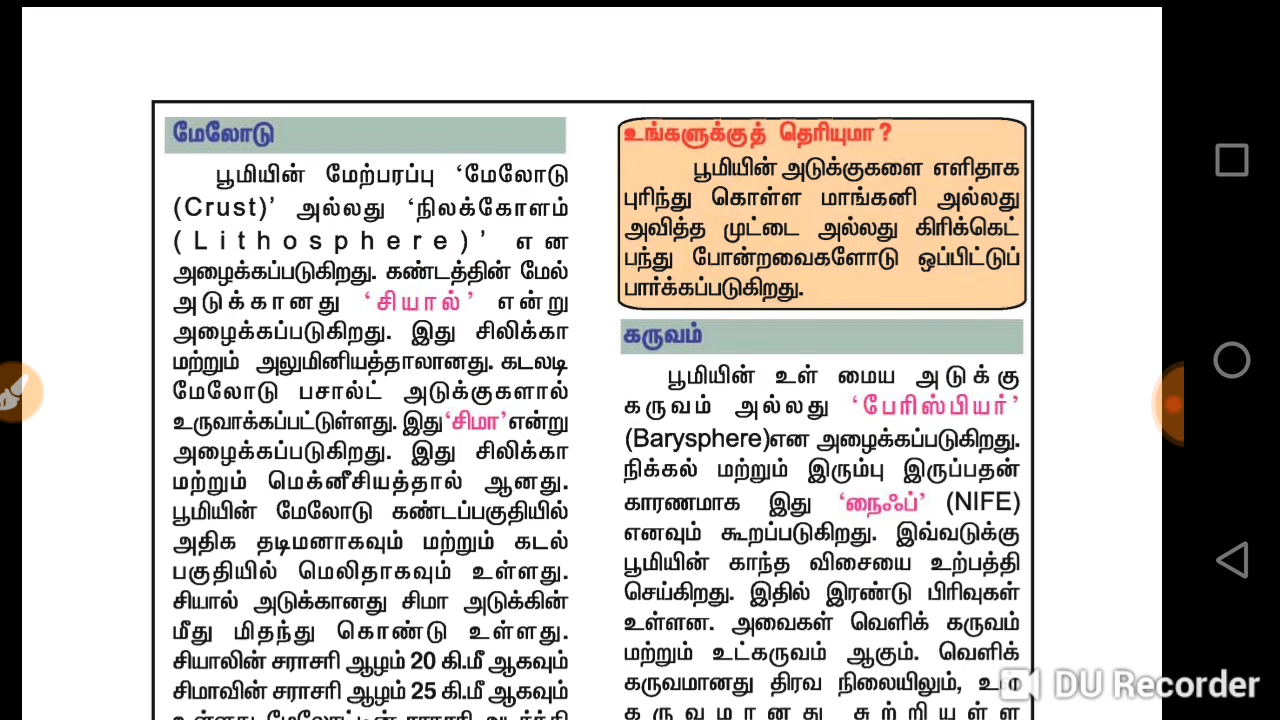 மேலோடு
பூமியின் மேற்பரப்பு ‘மேலோடு
(Crust)’ அல்லது ‘நிலக்கோளம்
(Lithosphere)’ என
அழைக்கப்படுகிறது. கண்டத்தின் மேல்
அடுக்கானது ‘சியால்’ என்று
அழைக்கப்படுகிறது. இது சிலிக்கா
மற்றும் அலுமினியத்தாலானது. கடலடி
மேலோடு பசால்ட் அடுக்குகளால்
உருவாக்கப்பட்டுள்ளது. இது ‘சிமா’ என்று
அழைக்கப்படுகிறது. இது சிலிக்கா
மற்றும் மெக்னீசியத்தால் ஆனது.
பூமியின் மேலோடு கண்டப்பகுதியில்
அதிக தடிமனாகவும் மற்றும் கடல்
பகுதியில் மெலிதாகவும் உள்ளது.
சியால் அடுக்கானது சிமா அடுக்கின்
மீது மிதந்து கொண்டு உள்ளது.
சியாலின் சராசரி ஆழம் 20 கி.மீ ஆகவும்
சிமாவின் சராசரி ஆழம் 25 கி.மீ ஆகவும்
உங்களுக்குத் தெரியுமா?
பூமியின் அடுக்குகளை எளிதாக
புரிந்து கொள்ள மாங்கனி அல்லது
அவித்த முட்டை அல்லது கிரிக்கெட்
பந்து போன்றவைகளோடு ஒப்பிட்டுப்
பார்க்கப்படுகிறது.
கருவம்
பூமியின் உள் மைய அடுக்கு
கருவம் அல்லது ‘பேரிஸ்பியர்’
(Barysphere)என அழைக்கப்படுகிறது.
நிக்கல் மற்றும் இரும்பு இருப்பதன்
காரணமாக இது ‘நைஃப்’ (NIFE)
எனவும் கூறப்படுகிறது. இவ்வடுக்கு
பூமியின் காந்த விசையை உற்பத்தி
செய்கிறது. இதில் இரண்டு பிரிவுகள்
உள்ளன. அவைகள் வெளிக் கருவம்
மற்றும் உட்கருவம் ஆகும். வெளிக்
கருவமானது திரவ நிலையிலும்,
கருவமானது சுற்றியுள்ள
DU Recorder